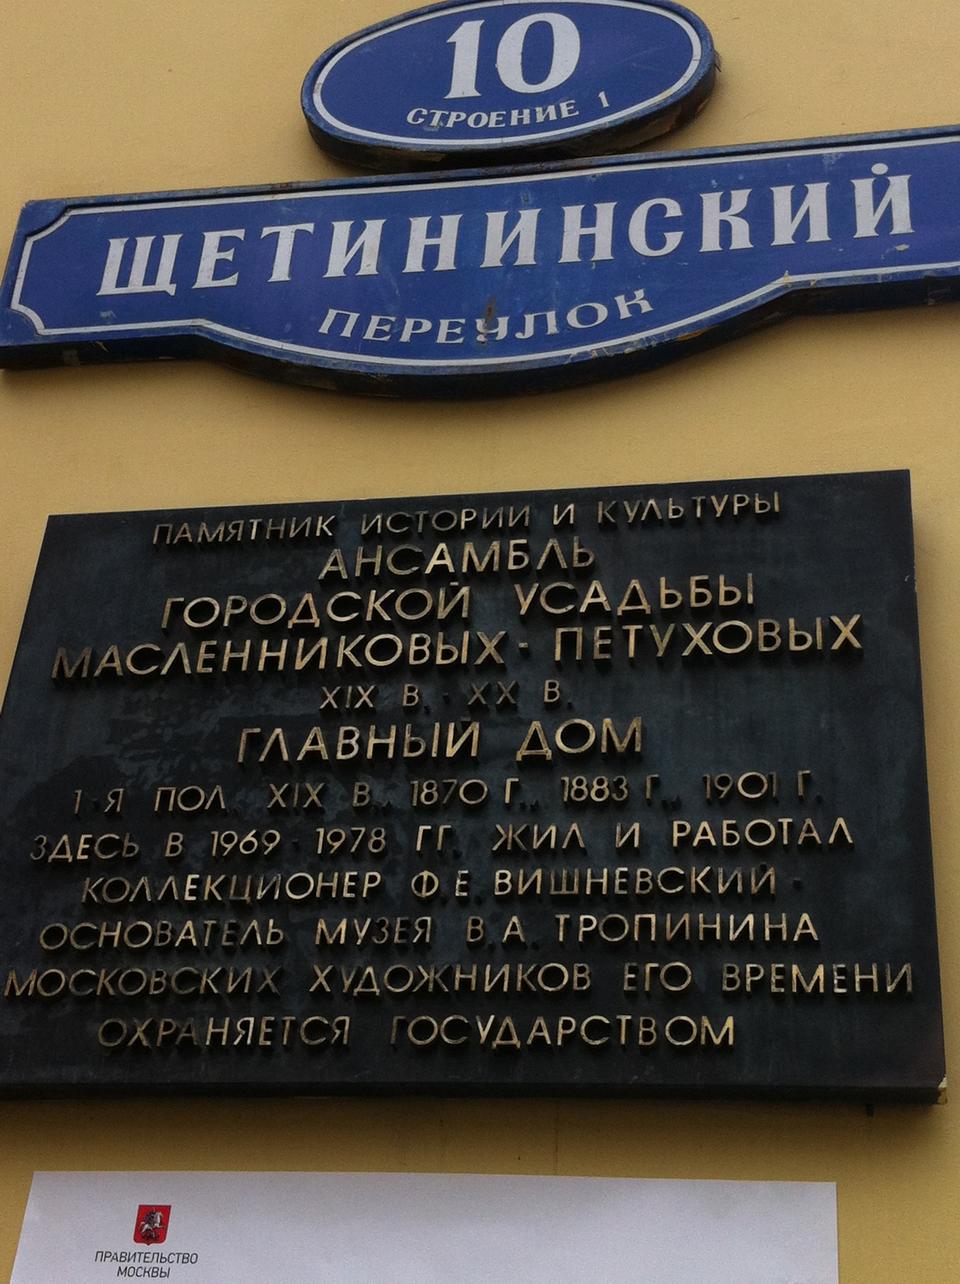 10
СТРОЕНИЕ 1
ЩЕТИНИНСКИЙ
ПЕРЕУЛОК
ПАМЯТНИК ИСТОРИИ И КУЛЬТУРЫ
АНСАМБЛЬ
ГОРОДСКОЙ УСАДЬБЫ
МАСЛЕННИКОВЫХ - ПЕТУХОВЫХ
XIX В. - XX В.
ГЛАВНЫЙ ДОМ
1-Я ПОЛ. XIX В., 1870 Г., 1883 Г., 1901 Г.
ЗДЕСЬ В 1969 - 1978 ГГ. ЖИЛ И РАБОТАЛ
КОЛЛЕКЦИОНЕР Ф.Е. ВИШНЕВСКИЙ -
ОСНОВАТЕЛЬ МУЗЕЯ В.А. ТРОПИНИНА
МОСКОВСКИХ ХУДОЖНИКОВ ЕГО ВРЕМЕНИ
ОХРАНЯЕТСЯ ГОСУДАРСТВОМ
ПРАВИТЕЛЬСТВО
МОСКВЫ